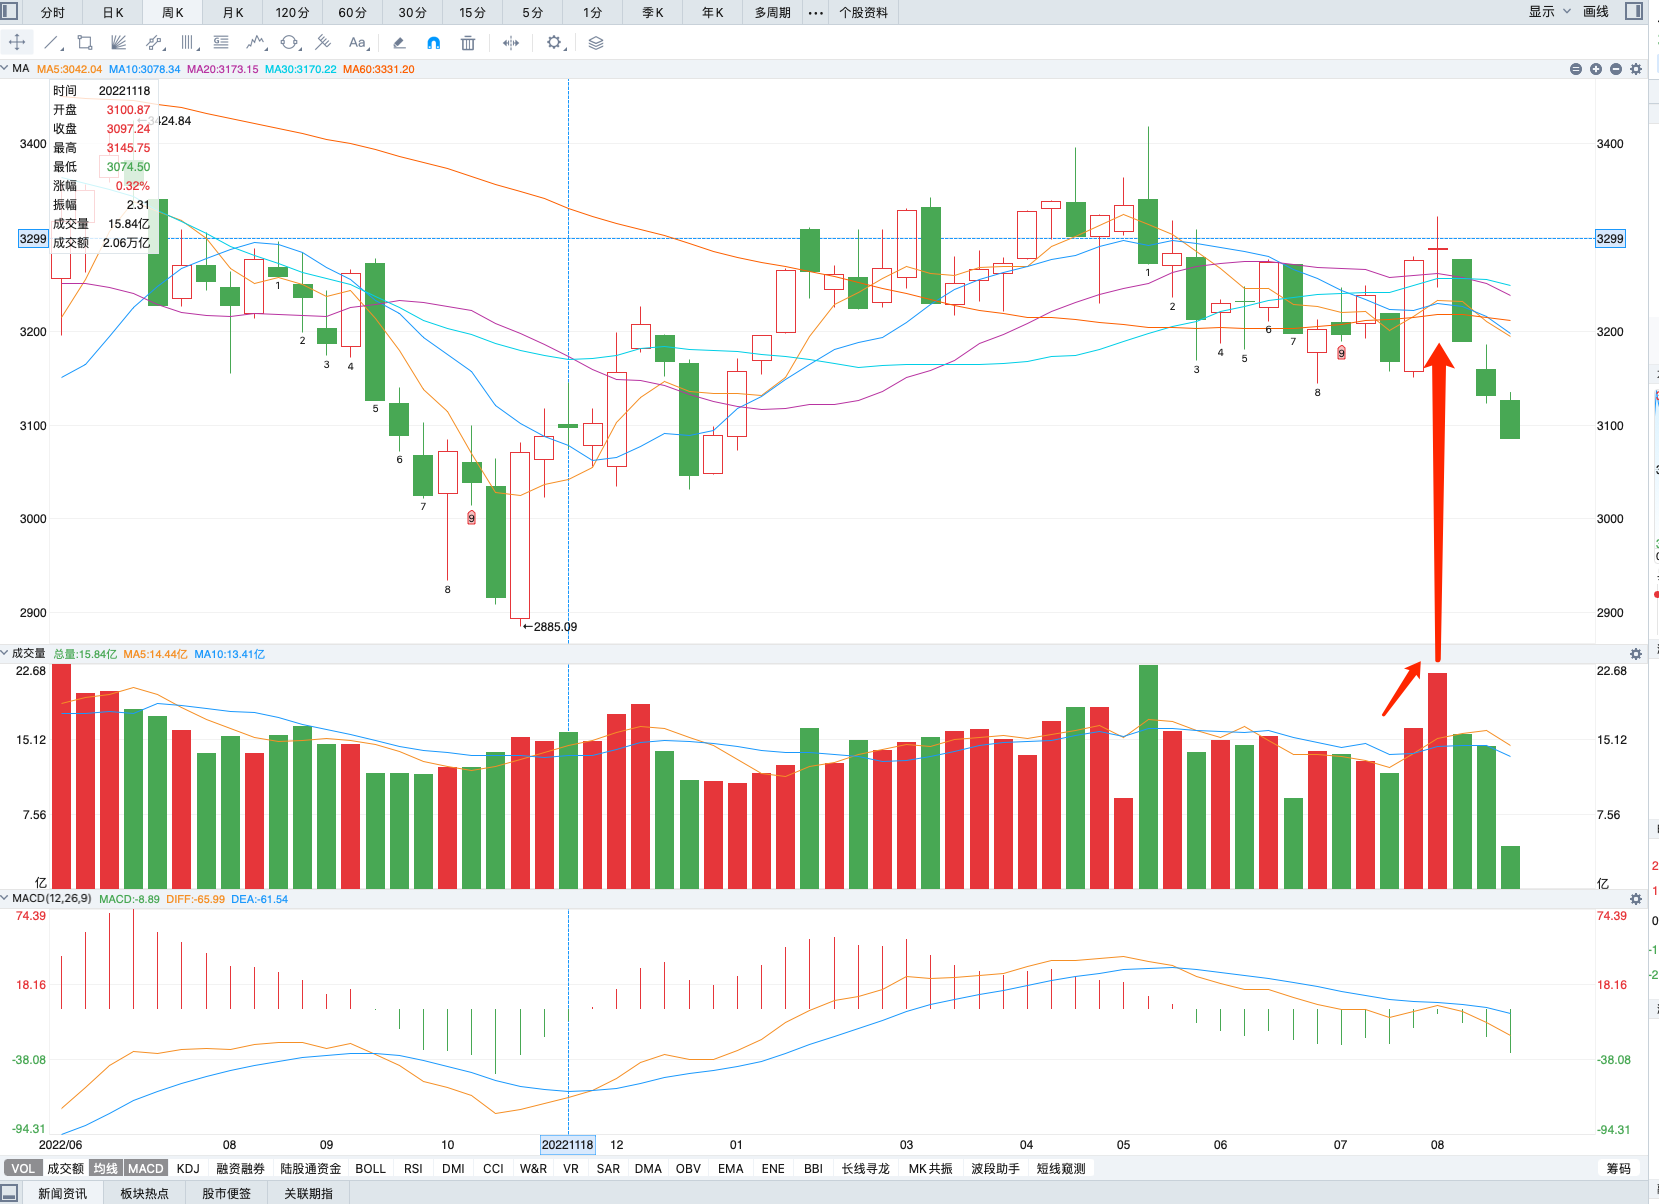 分时 日K 周K 月K 120分 60分 30分 15分 5分 1分 季K 年K 多周期 ••• 个股资料 显示 画线
Aa
MA MA5:3042.04 MA10:3078.34 MA20:3173.15 MA30:3170.22 MA60:3331.20
时间 20221118
开盘 3100.87
收盘 3097.24
最高 3145.75
最低 3074.50
涨幅 0.32%
振幅 2.31
成交量 15.84亿
成交额 2.06万亿
←3424.84
3400 3400
3299 3299
3200 3200
3100 3100
3000 3000
2900 2900
1 2 3 4 5 6 7 8 9
1 2 3 4 5 6 7 8 9
←2885.09
成交量 总量:15.84亿 MA5:14.44亿 MA10:13.41亿
22.68 22.68
15.12 15.12
7.56 7.56
亿 亿
MACD(12,26,9) MACD:-8.89 DIFF:-65.99 DEA:-61.54
74.39 74.39
18.16 18.16
-38.08 -38.08
-94.31 -94.31
2022/06 08 09 10 20221118 12 01 03 04 05 06 07 08
VOL 成交额 均线 MACD KDJ 融资融券 陆股通资金 BOLL RSI DMI CCI W&R VR SAR DMA OBV EMA ENE BBI 长线寻龙 MK共振 波段助手 短线窥测 筹码
新闻资讯 板块热点 股市便签 关联期指